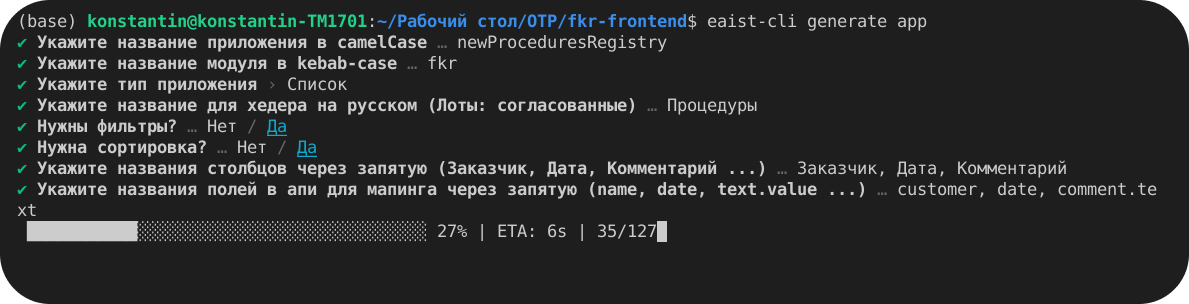 (base) konstantin@konstantin-TM1701:~/Рабочий стол/OTP/fkr-frontend$ eaist-cli generate app
✔ Укажите название приложения в camelCase … newProceduresRegistry
✔ Укажите название модуля в kebab-case … fkr
✔ Укажите тип приложения › Список
✔ Укажите название для хедера на русском (Лоты: согласованные) … Процедуры
✔ Нужны фильтры? … Нет / Да
✔ Нужна сортировка? … Нет / Да
✔ Укажите названия столбцов через запятую (Заказчик, Дата, Комментарий ...) … Заказчик, Дата, Комментарий
✔ Укажите названия полей в апи для мапинга через запятую (name, date, text.value ...) … customer, date, comment.te
xt
27% | ETA: 6s | 35/127